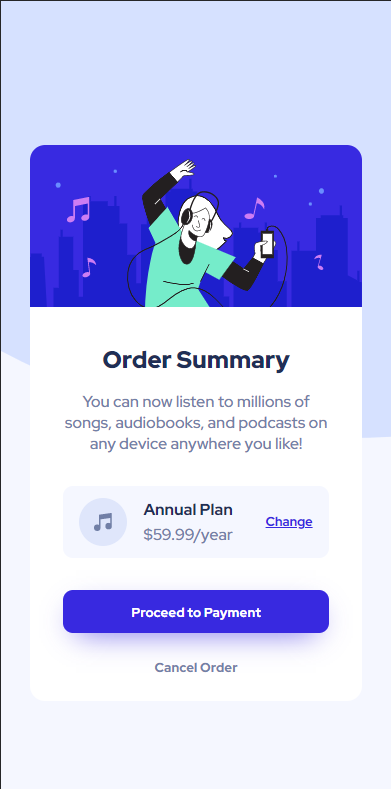 Order Summary
You can now listen to millions of
songs, audiobooks, and podcasts on
any device anywhere you like!
Annual Plan
$59.99/year
Change
Proceed to Payment
Cancel Order